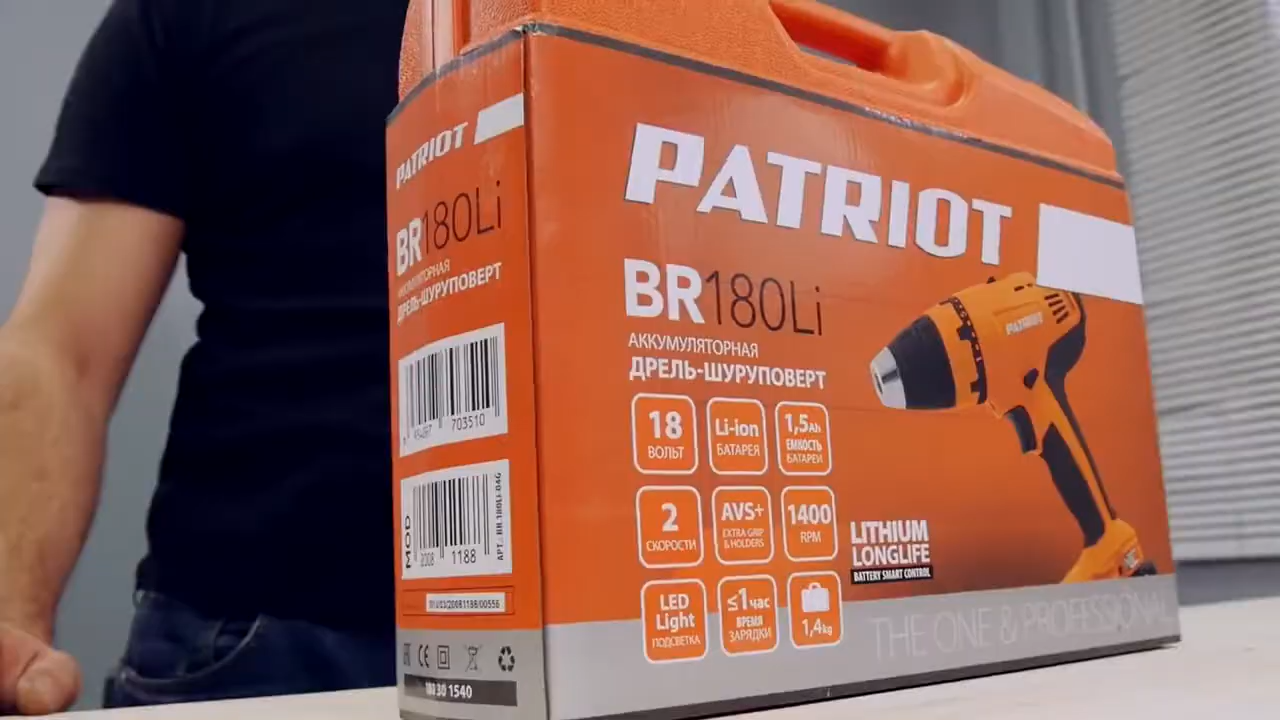 PATRIOT
BR180Li
АККУМУЛЯТОРНАЯ
ДРЕЛЬ-ШУРУПОВЕРТ
703510
MOD
1188
180 30 1540
PATRIOT
BR180Li
АККУМУЛЯТОРНАЯ
ДРЕЛЬ-ШУРУПОВЕРТ
18
ВОЛЬТ
Li-ion
БАТАРЕЯ
1,5Ah
ЕМКОСТЬ
БАТАРЕИ
2
СКОРОСТИ
AVS+
EXTRA GRIP
& HOLDERS
1400
RPM
LED
Light
ПОДСВЕТКА
≤1 час
ВРЕМЯ
ЗАРЯДКИ
1,4kg
PATRIOT
LITHIUM
LONGLIFE
BATTERY SMART CONTROL
THE ONE & PROFESSIONAL